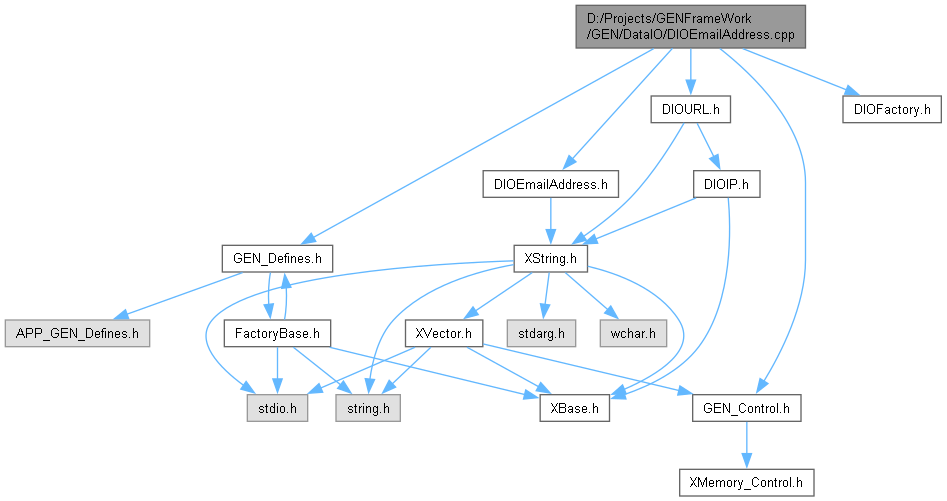 D:/Projects/GENFrameWork
/GEN/DataIO/DIOEmailAddress.cpp
DIOURL.h
DIOFactory.h
DIOEmailAddress.h
DIOIP.h
GEN_Defines.h
XString.h
APP_GEN_Defines.h
FactoryBase.h
XVector.h
stdarg.h
wchar.h
stdio.h
string.h
XBase.h
GEN_Control.h
XMemory_Control.h